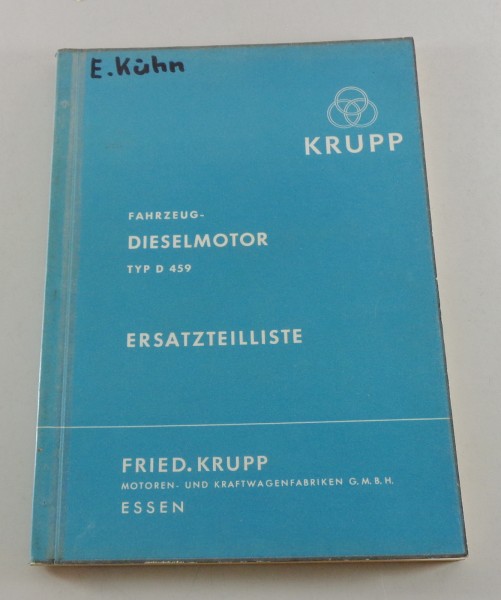 E. Kühn
KRUPP
FAHRZEUG-
DIESELMOTOR
TYP D 459
ERSATZTEILLISTE
FRIED. KRUPP
MOTOREN- UND KRAFTWAGENFABRIKEN G.M.B.H.
ESSEN